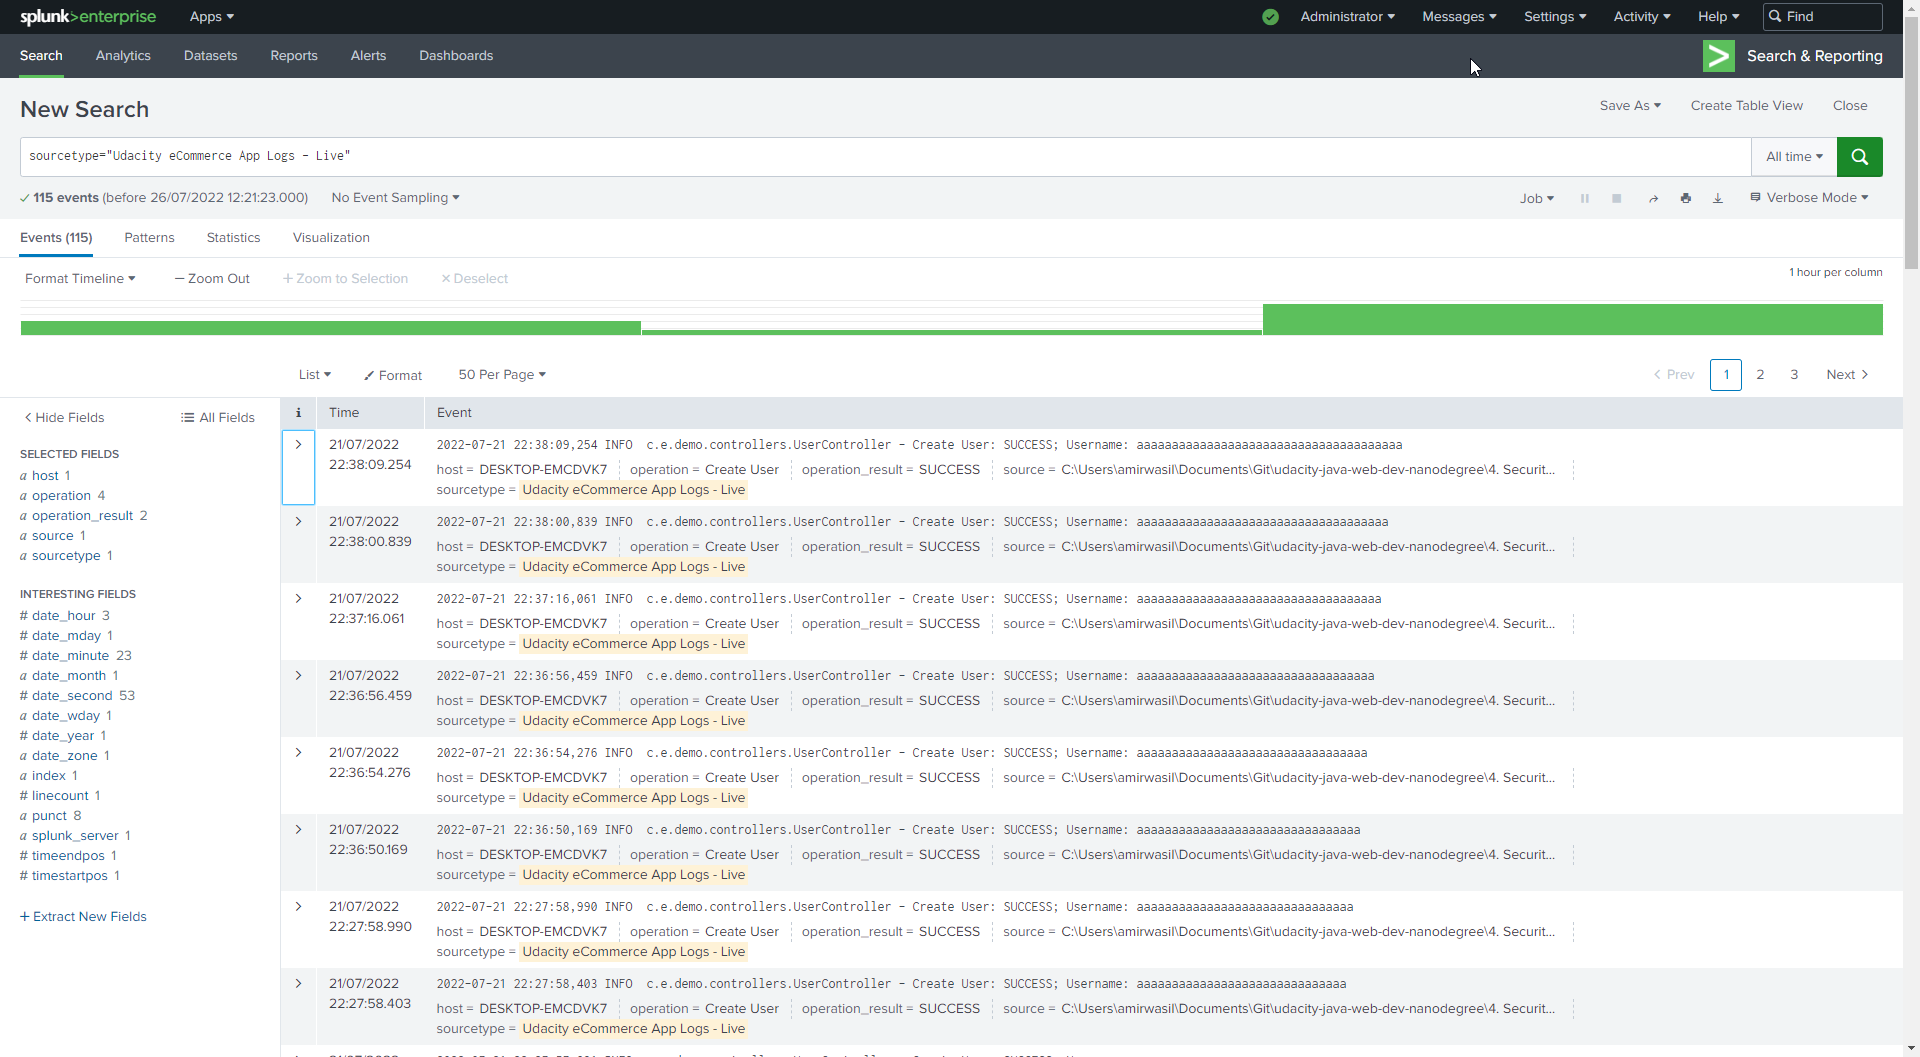 splunk>enterprise Apps Administrator Messages Settings Activity Help Find
Search Analytics Datasets Reports Alerts Dashboards Search & Reporting
New Search Save As Create Table View Close
sourcetype="Udacity eCommerce App Logs - Live" All time
115 events (before 26/07/2022 12:21:23.000) No Event Sampling Job Verbose Mode
Events (115) Patterns Statistics Visualization
Format Timeline — Zoom Out + Zoom to Selection × Deselect 1 hour per column
List Format 50 Per Page < Prev 1 2 3 Next >
< Hide Fields All Fields
SELECTED FIELDS
a host 1
a operation 4
a operation_result 2
a source 1
a sourcetype 1
INTERESTING FIELDS
# date_hour 3
# date_mday 1
# date_minute 23
a date_month 1
# date_second 53
a date_wday 1
# date_year 1
a date_zone 1
a index 1
# linecount 1
a punct 8
a splunk_server 1
# timeendpos 1
# timestartpos 1
+ Extract New Fields
i Time Event
21/07/2022 2022-07-21 22:38:09,254 INFO c.e.demo.controllers.UserController - Create User: SUCCESS; Username: aaaaaaaaaaaaaaaaaaaaaaaaaaaaaaaaaaaaaa
22:38:09.254 host = DESKTOP-EMCDVK7 operation = Create User operation_result = SUCCESS source = C:\Users\amirwasil\Documents\Git\udacity-java-web-dev-nanodegree\4. Securit...
sourcetype = Udacity eCommerce App Logs - Live
21/07/2022 2022-07-21 22:38:00,839 INFO c.e.demo.controllers.UserController - Create User: SUCCESS; Username: aaaaaaaaaaaaaaaaaaaaaaaaaaaaaaaaaaaa
22:38:00.839 host = DESKTOP-EMCDVK7 operation = Create User operation_result = SUCCESS source = C:\Users\amirwasil\Documents\Git\udacity-java-web-dev-nanodegree\4. Securit...
sourcetype = Udacity eCommerce App Logs - Live
21/07/2022 2022-07-21 22:37:16,061 INFO c.e.demo.controllers.UserController - Create User: SUCCESS; Username: aaaaaaaaaaaaaaaaaaaaaaaaaaaaaaaaaaa
22:37:16.061 host = DESKTOP-EMCDVK7 operation = Create User operation_result = SUCCESS source = C:\Users\amirwasil\Documents\Git\udacity-java-web-dev-nanodegree\4. Securit...
sourcetype = Udacity eCommerce App Logs - Live
21/07/2022 2022-07-21 22:36:56,459 INFO c.e.demo.controllers.UserController - Create User: SUCCESS; Username: aaaaaaaaaaaaaaaaaaaaaaaaaaaaaaaaaa
22:36:56.459 host = DESKTOP-EMCDVK7 operation = Create User operation_result = SUCCESS source = C:\Users\amirwasil\Documents\Git\udacity-java-web-dev-nanodegree\4. Securit...
sourcetype = Udacity eCommerce App Logs - Live
21/07/2022 2022-07-21 22:36:54,276 INFO c.e.demo.controllers.UserController - Create User: SUCCESS; Username: aaaaaaaaaaaaaaaaaaaaaaaaaaaaaaaaa
22:36:54.276 host = DESKTOP-EMCDVK7 operation = Create User operation_result = SUCCESS source = C:\Users\amirwasil\Documents\Git\udacity-java-web-dev-nanodegree\4. Securit...
sourcetype = Udacity eCommerce App Logs - Live
21/07/2022 2022-07-21 22:36:50,169 INFO c.e.demo.controllers.UserController - Create User: SUCCESS; Username: aaaaaaaaaaaaaaaaaaaaaaaaaaaaaaaa
22:36:50.169 host = DESKTOP-EMCDVK7 operation = Create User operation_result = SUCCESS source = C:\Users\amirwasil\Documents\Git\udacity-java-web-dev-nanodegree\4. Securit...
sourcetype = Udacity eCommerce App Logs - Live
21/07/2022 2022-07-21 22:27:58,990 INFO c.e.demo.controllers.UserController - Create User: SUCCESS; Username: aaaaaaaaaaaaaaaaaaaaaaaaaaaaaaa
22:27:58.990 host = DESKTOP-EMCDVK7 operation = Create User operation_result = SUCCESS source = C:\Users\amirwasil\Documents\Git\udacity-java-web-dev-nanodegree\4. Securit...
sourcetype = Udacity eCommerce App Logs - Live
21/07/2022 2022-07-21 22:27:58,403 INFO c.e.demo.controllers.UserController - Create User: SUCCESS; Username: aaaaaaaaaaaaaaaaaaaaaaaaaaaaaa
22:27:58.403 host = DESKTOP-EMCDVK7 operation = Create User operation_result = SUCCESS source = C:\Users\amirwasil\Documents\Git\udacity-java-web-dev-nanodegree\4. Securit...
sourcetype = Udacity eCommerce App Logs - Live